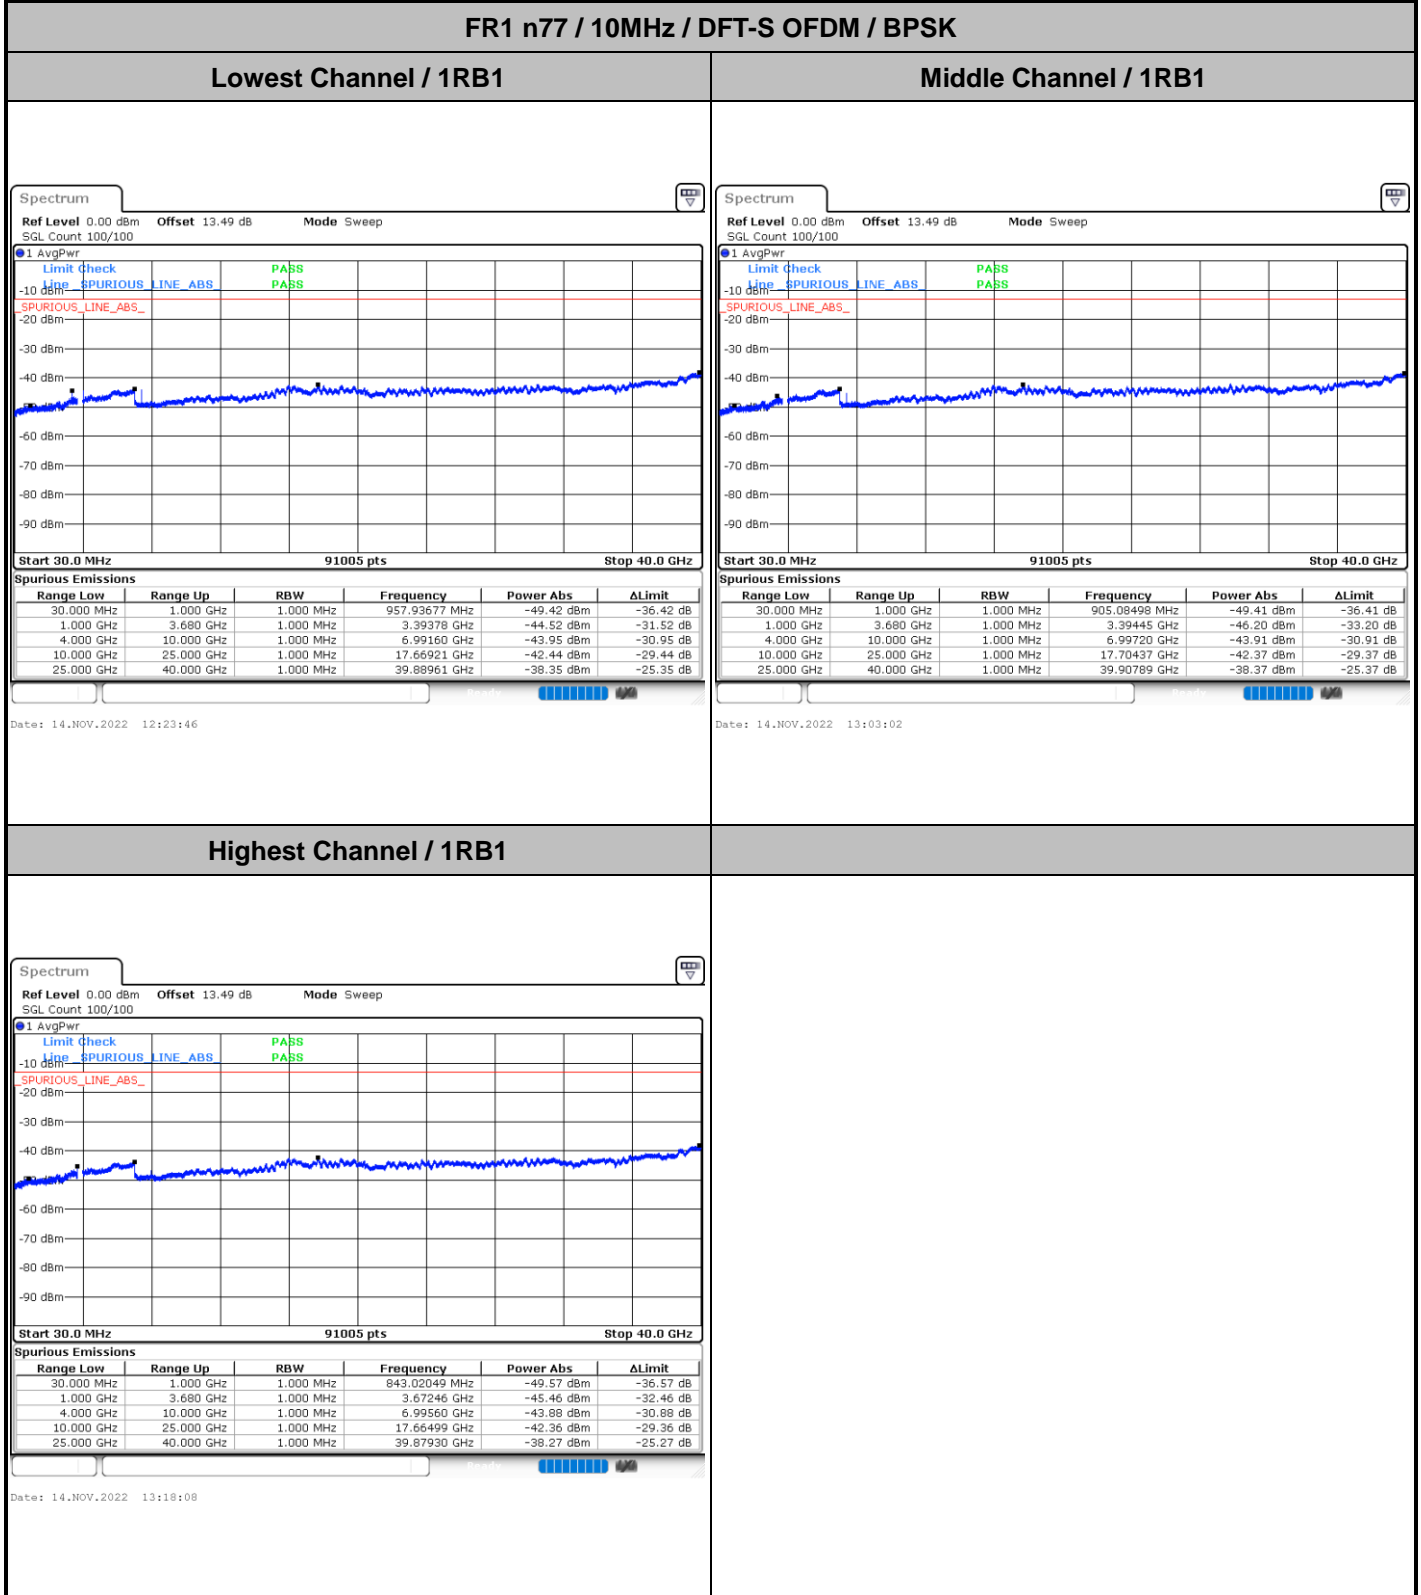 FR1 n77 / 10MHz / DFT-S OFDM / BPSK
Lowest Channel / 1RB1
Middle Channel / 1RB1
Spectrum
Ref Level 0.00 dBm Offset 13.49 dB Mode Sweep
SGL Count 100/100
1 AvgPwr
Limit Check PASS
Line _SPURIOUS_LINE_ABS_ PASS
-10 dBm
_SPURIOUS_LINE_ABS_
-20 dBm
-30 dBm
-40 dBm
-60 dBm
-70 dBm
-80 dBm
-90 dBm
Start 30.0 MHz 91005 pts Stop 40.0 GHz
Spurious Emissions
Range Low Range Up RBW Frequency Power Abs ΔLimit
30.000 MHz 1.000 GHz 1.000 MHz 957.93677 MHz -49.42 dBm -36.42 dB
1.000 GHz 3.680 GHz 1.000 MHz 3.39378 GHz -44.52 dBm -31.52 dB
4.000 GHz 10.000 GHz 1.000 MHz 6.99160 GHz -43.95 dBm -30.95 dB
10.000 GHz 25.000 GHz 1.000 MHz 17.66921 GHz -42.44 dBm -29.44 dB
25.000 GHz 40.000 GHz 1.000 MHz 39.88961 GHz -38.35 dBm -25.35 dB
Ready
Date: 14.NOV.2022 12:23:46
Spectrum
Ref Level 0.00 dBm Offset 13.49 dB Mode Sweep
SGL Count 100/100
1 AvgPwr
Limit Check PASS
Line _SPURIOUS_LINE_ABS_ PASS
-10 dBm
_SPURIOUS_LINE_ABS_
-20 dBm
-30 dBm
-40 dBm
-60 dBm
-70 dBm
-80 dBm
-90 dBm
Start 30.0 MHz 91005 pts Stop 40.0 GHz
Spurious Emissions
Range Low Range Up RBW Frequency Power Abs ΔLimit
30.000 MHz 1.000 GHz 1.000 MHz 905.08498 MHz -49.41 dBm -36.41 dB
1.000 GHz 3.680 GHz 1.000 MHz 3.39445 GHz -46.20 dBm -33.20 dB
4.000 GHz 10.000 GHz 1.000 MHz 6.99720 GHz -43.91 dBm -30.91 dB
10.000 GHz 25.000 GHz 1.000 MHz 17.70437 GHz -42.37 dBm -29.37 dB
25.000 GHz 40.000 GHz 1.000 MHz 39.90789 GHz -38.37 dBm -25.37 dB
Ready
Date: 14.NOV.2022 13:03:02
Highest Channel / 1RB1
Spectrum
Ref Level 0.00 dBm Offset 13.49 dB Mode Sweep
SGL Count 100/100
1 AvgPwr
Limit Check PASS
Line _SPURIOUS_LINE_ABS_ PASS
-10 dBm
_SPURIOUS_LINE_ABS_
-20 dBm
-30 dBm
-40 dBm
-60 dBm
-70 dBm
-80 dBm
-90 dBm
Start 30.0 MHz 91005 pts Stop 40.0 GHz
Spurious Emissions
Range Low Range Up RBW Frequency Power Abs ΔLimit
30.000 MHz 1.000 GHz 1.000 MHz 843.02049 MHz -49.57 dBm -36.57 dB
1.000 GHz 3.680 GHz 1.000 MHz 3.67246 GHz -45.46 dBm -32.46 dB
4.000 GHz 10.000 GHz 1.000 MHz 6.99560 GHz -43.88 dBm -30.88 dB
10.000 GHz 25.000 GHz 1.000 MHz 17.66499 GHz -42.36 dBm -29.36 dB
25.000 GHz 40.000 GHz 1.000 MHz 39.87930 GHz -38.27 dBm -25.27 dB
Ready
Date: 14.NOV.2022 13:18:08